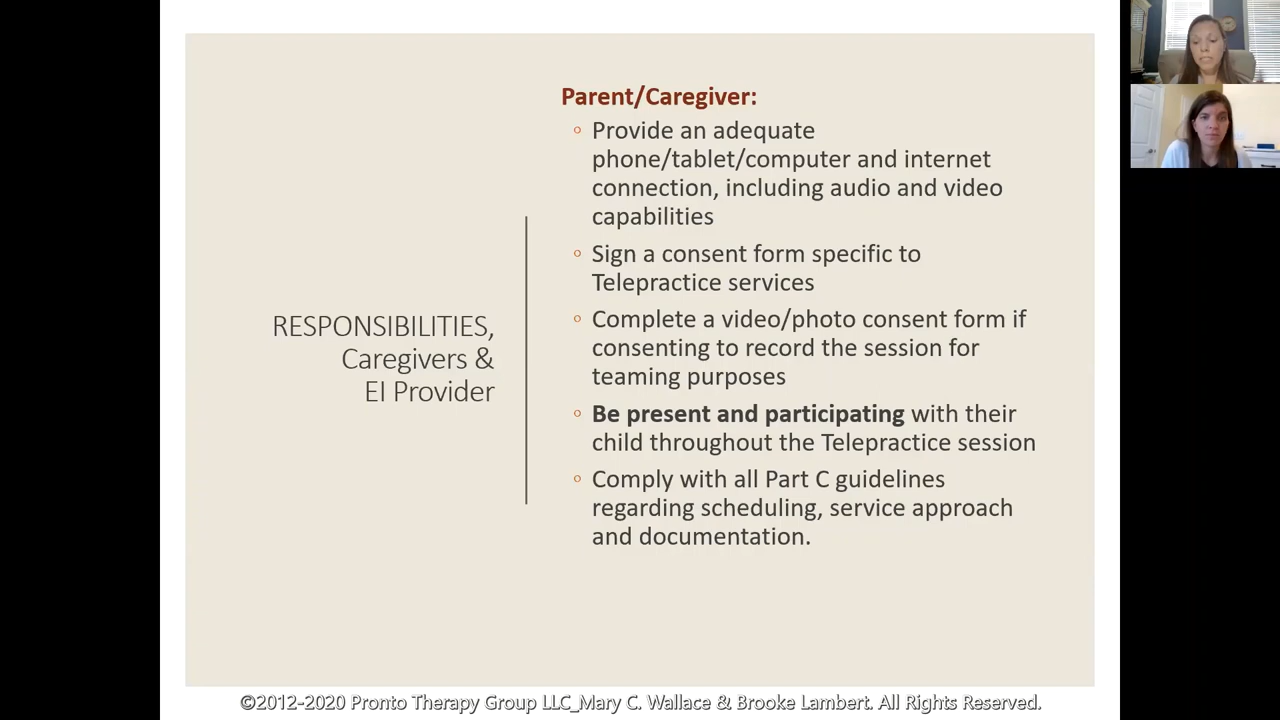 RESPONSIBILITIES,
Caregivers &
EI Provider
Parent/Caregiver:
◦ Provide an adequate
phone/tablet/computer and internet
connection, including audio and video
capabilities
◦ Sign a consent form specific to
Telepractice services
◦ Complete a video/photo consent form if
consenting to record the session for
teaming purposes
◦ Be present and participating with their
child throughout the Telepractice session
◦ Comply with all Part C guidelines
regarding scheduling, service approach
and documentation.
©2012-2020 Pronto Therapy Group LLC_Mary C. Wallace & Brooke Lambert. All Rights Reserved.